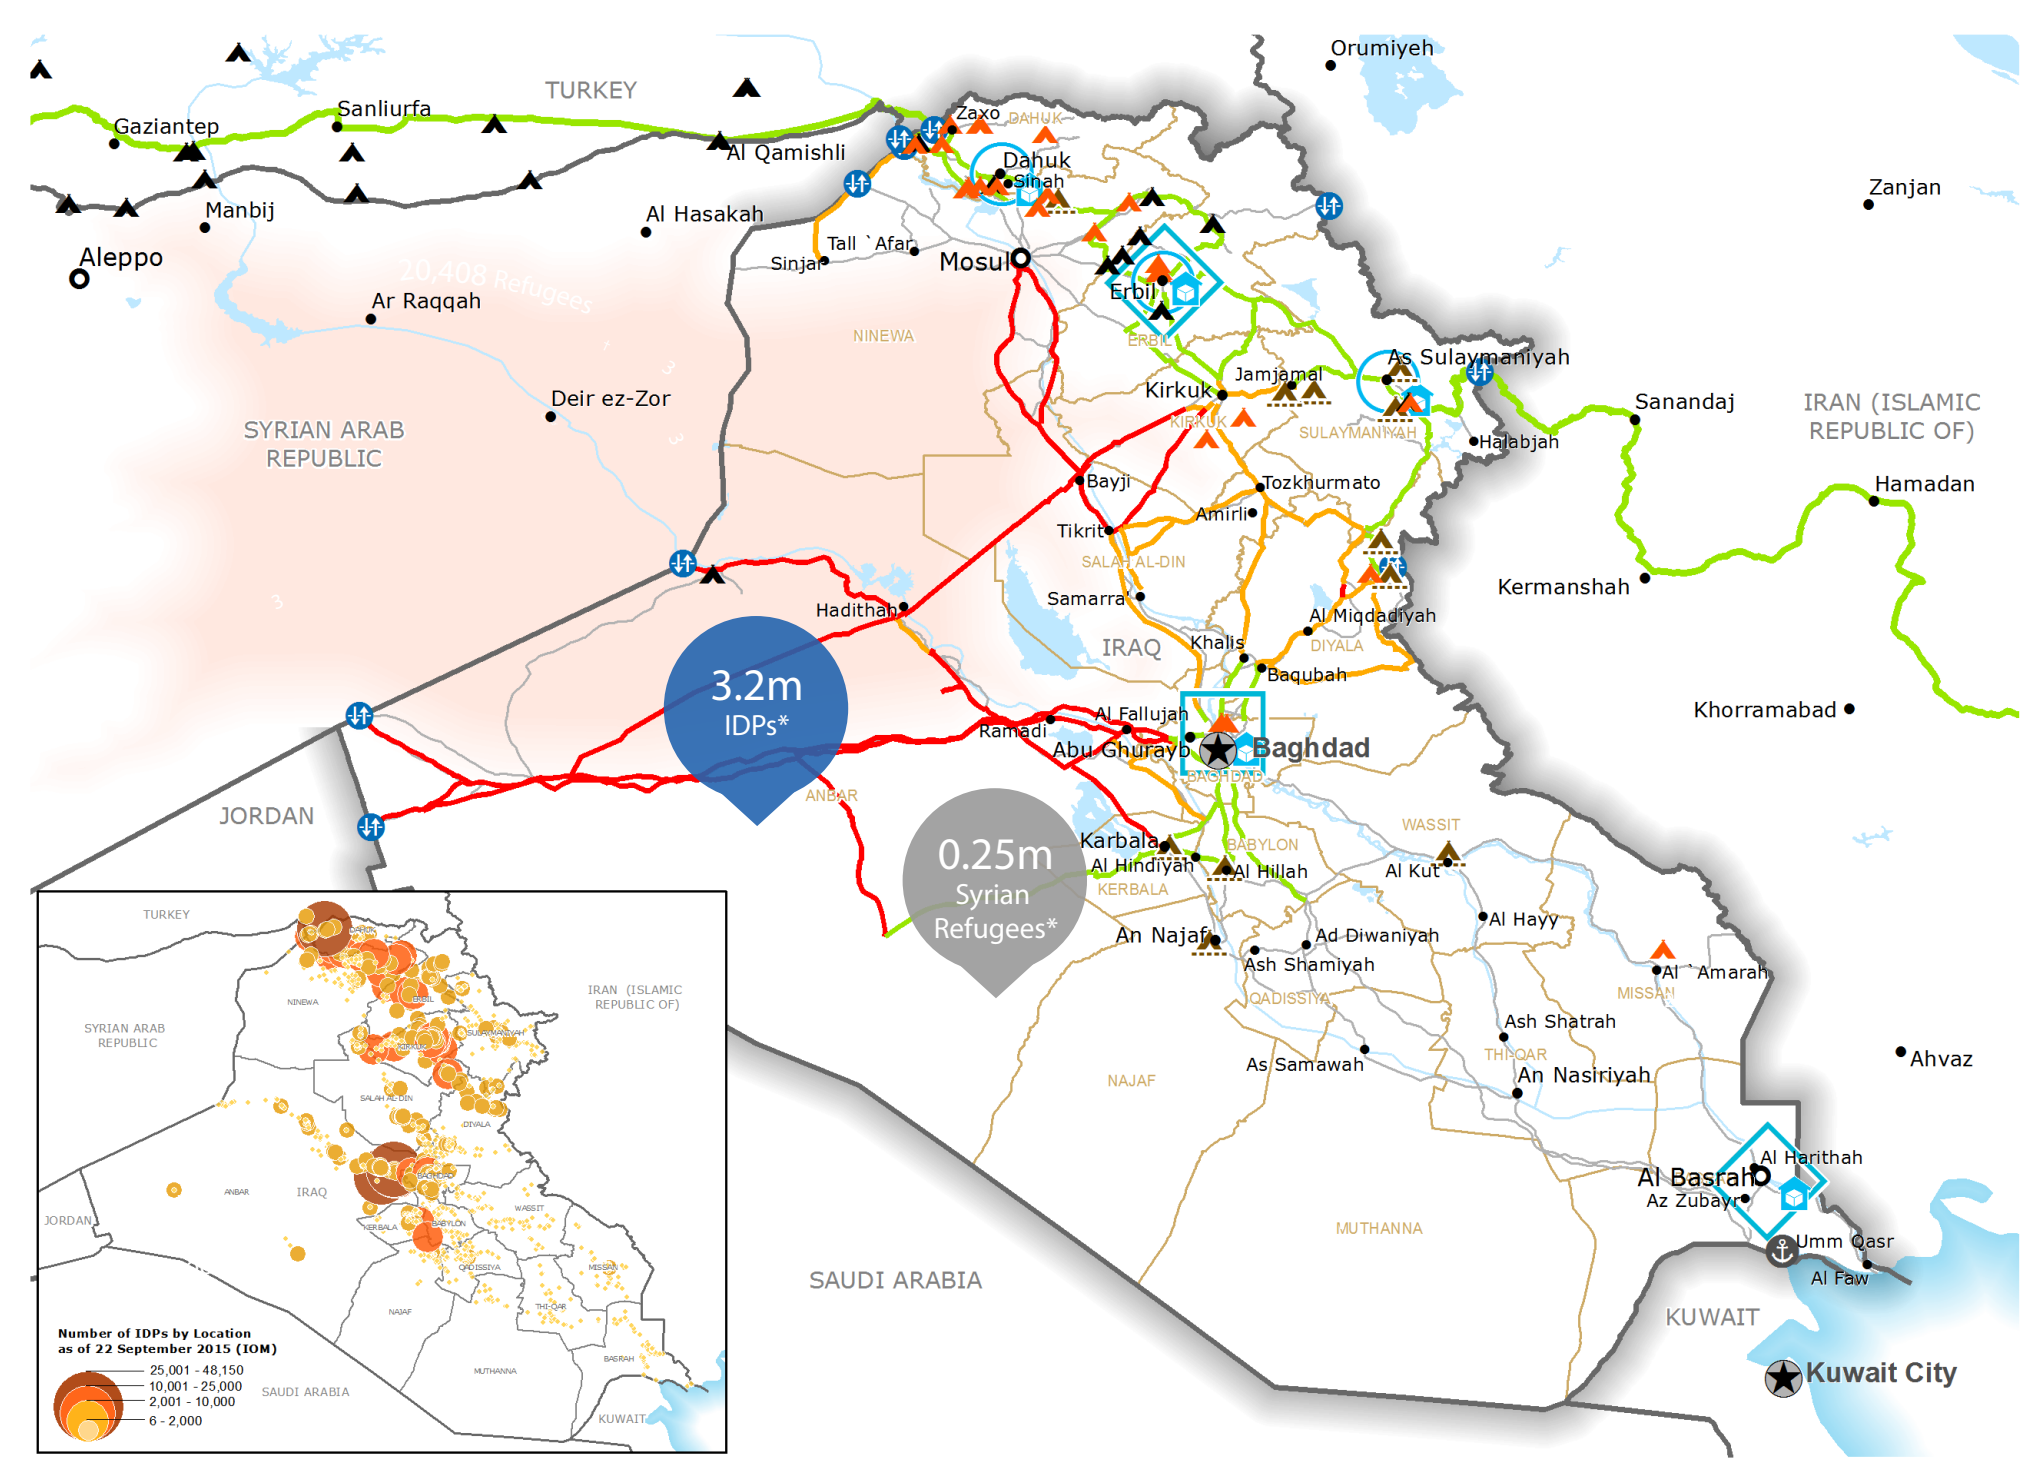 Orumiyeh
TURKEY
Sanliurfa
Zaxo
DAHUK
Gaziantep
Al Qamishli
Dahuk
Sinah
Zanjan
Manbij
Al Hasakah
Tall `Afar
Aleppo
Sinjar
Mosul
20,408 Refugees
Ar Raqqah
Erbil
NINEWA
ERBIL
As Sulaymaniyah
Jamjamal
Kirkuk
Deir ez-Zor
Sanandaj
IRAN (ISLAMIC
REPUBLIC OF)
KIRKUK
SULAYMANIYAH
SYRIAN ARAB
REPUBLIC
Halabjah
Bayji
Tozkhurmato
Hamadan
Amirli
Tikrit
SALAH AL-DIN
Kermanshah
Samarra'
Hadithah
Al Miqdadiyah
IRAQ
Khalis
DIYALA
Baqubah
3.2m
IDPs*
Khorramabad
Al Fallujah
Ramadi
Abu Ghurayb
Baghdad
BAGHDAD
ANBAR
JORDAN
WASSIT
Karbala
BABYLON
Al Hindiyah
Al Hillah
Al Kut
KERBALA
0.25m
Syrian
Refugees*
Al Hayy
An Najaf
Ad Diwaniyah
Ash Shamiyah
Al `Amarah
QADISSIYA
MISSAN
Ash Shatrah
THI-QAR
As Samawah
An Nasiriyah
Ahvaz
NAJAF
Al Harithah
Al Basrah
Az Zubayr
MUTHANNA
Umm Qasr
Al Faw
SAUDI ARABIA
KUWAIT
Kuwait City
TURKEY
DAHUK
NINEWA
ERBIL
IRAN (ISLAMIC
REPUBLIC OF)
SYRIAN ARAB
REPUBLIC
SULAYMANIYAH
KIRKUK
SALAH AL-DIN
DIYALA
BAGHDAD
ANBAR
IRAQ
WASSIT
JORDAN
KERBALA
BABYLON
QADISSIYA
MISSAN
NAJAF
THI-QAR
BASRAH
MUTHANNA
SAUDI ARABIA
KUWAIT
Number of IDPs by Location
as of 22 September 2015 (IOM)
25,001 - 48,150
10,001 - 25,000
2,001 - 10,000
6 - 2,000